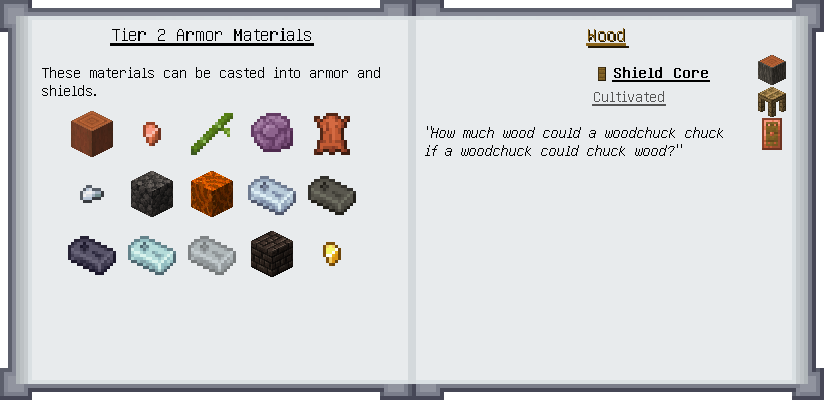 Tier 2 Armor Materials
These materials can be casted into armor and
shields.
Wood
Shield Core
Cultivated
"How much wood could a woodchuck chuck
if a woodchuck could chuck wood?"